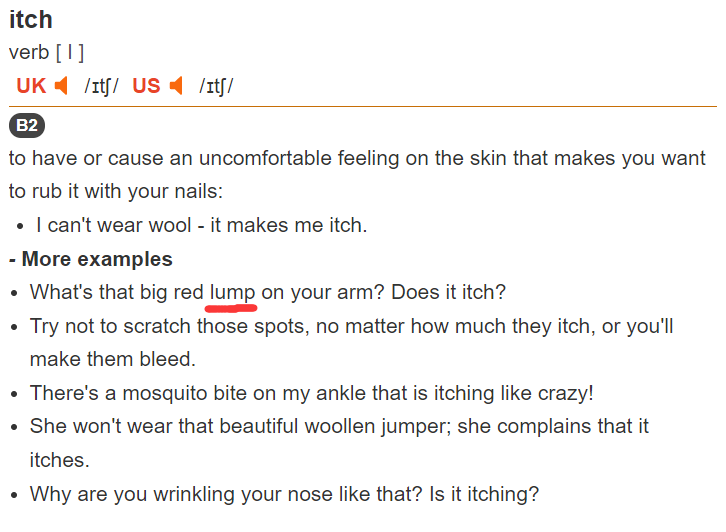 itch
verb [ I ]
UK /ɪtʃ/ US /ɪtʃ/
B2
to have or cause an uncomfortable feeling on the skin that makes you want
to rub it with your nails:
• I can't wear wool - it makes me itch.
- More examples
• What's that big red lump on your arm? Does it itch?
• Try not to scratch those spots, no matter how much they itch, or you'll
make them bleed.
• There's a mosquito bite on my ankle that is itching like crazy!
• She won't wear that beautiful woollen jumper; she complains that it
itches.
• Why are you wrinkling your nose like that? Is it itching?